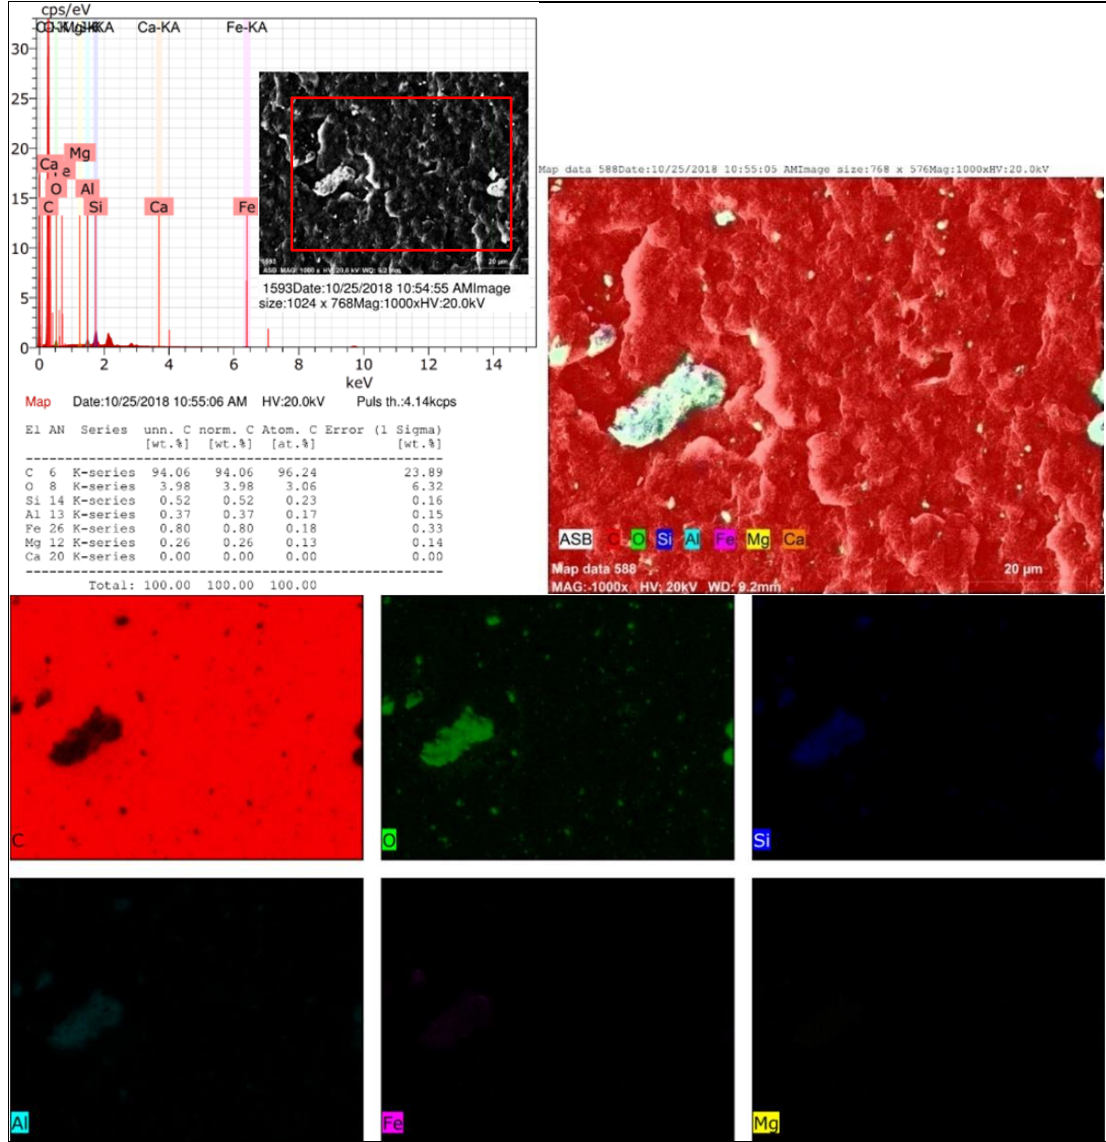 cps/eV
Ca-KA Fe-KA
30
25
20
15
10
5
0
Mg
Ca
e
O Al
C Si Ca Fe
0 2 4 6 8 10 12 14
keV
20 µm
1593Date:10/25/2018 10:54:55 AMImage
size:1024 x 768Mag:1000xHV:20.0kV
Map Date:10/25/2018 10:55:06 AM HV:20.0kV Puls th.:4.14kcps
El AN Series unn. C norm. C Atom. C Error (1 Sigma)
[wt.%] [wt.%] [at.%] [wt.%]
C 6 K-series 94.06 94.06 96.24 23.89
O 8 K-series 3.98 3.98 3.06 6.32
Si 14 K-series 0.52 0.52 0.23 0.16
Al 13 K-series 0.37 0.37 0.17 0.15
Fe 26 K-series 0.80 0.80 0.18 0.33
Mg 12 K-series 0.26 0.26 0.13 0.14
Ca 20 K-series 0.00 0.00 0.00 0.00
Total: 100.00 100.00 100.00
Map data 588Date:10/25/2018 10:55:05 AMImage size:768 x 576Mag:1000xHV:20.0kV
ASB C O Si Al Fe Mg Ca
Map data 588 20 µm
MAG: 1000x HV: 20kV WD: 9.2mm
C
O
Si
Al
Fe
Mg